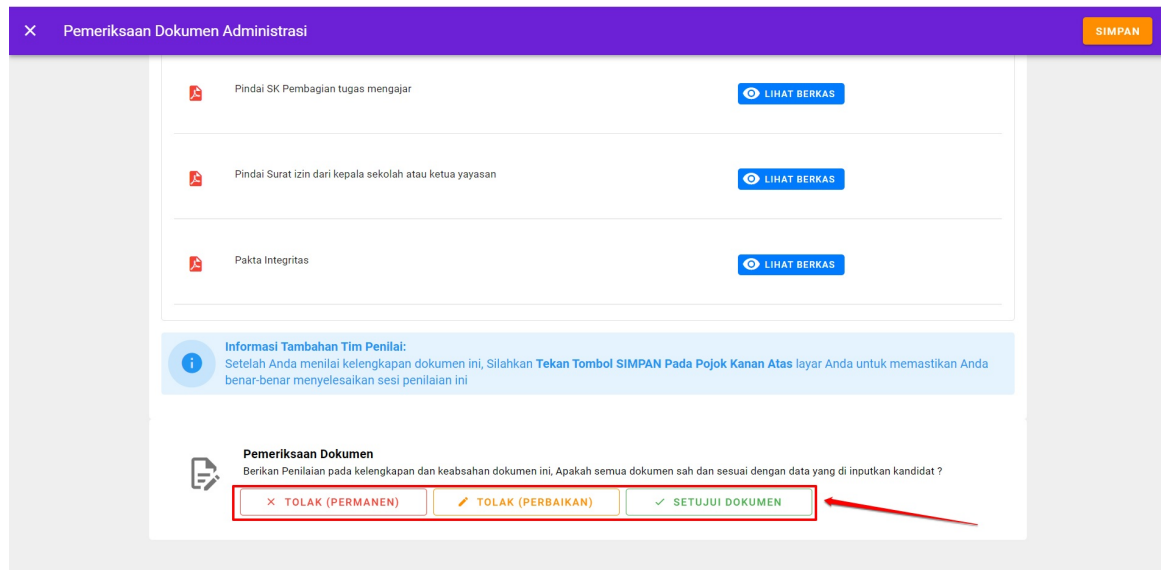 Pemeriksaan Dokumen Administrasi
SIMPAN
Pindai SK Pembagian tugas mengajar
LIHAT BERKAS
Pindai Surat izin dari kepala sekolah atau ketua yayasan
LIHAT BERKAS
Pakta Integritas
LIHAT BERKAS
Informasi Tambahan Tim Penilai:
Setelah Anda menilai kelengkapan dokumen ini, Silahkan Tekan Tombol SIMPAN Pada Pojok Kanan Atas layar Anda untuk memastikan Anda
benar-benar menyelesaikan sesi penilaian ini
Pemeriksaan Dokumen
Berikan Penilaian pada kelengkapan dan keabsahan dokumen ini, Apakah semua dokumen sah dan sesuai dengan data yang di inputkan kandidat ?
TOLAK (PERMANEN)
TOLAK (PERBAIKAN)
SETUJUI DOKUMEN